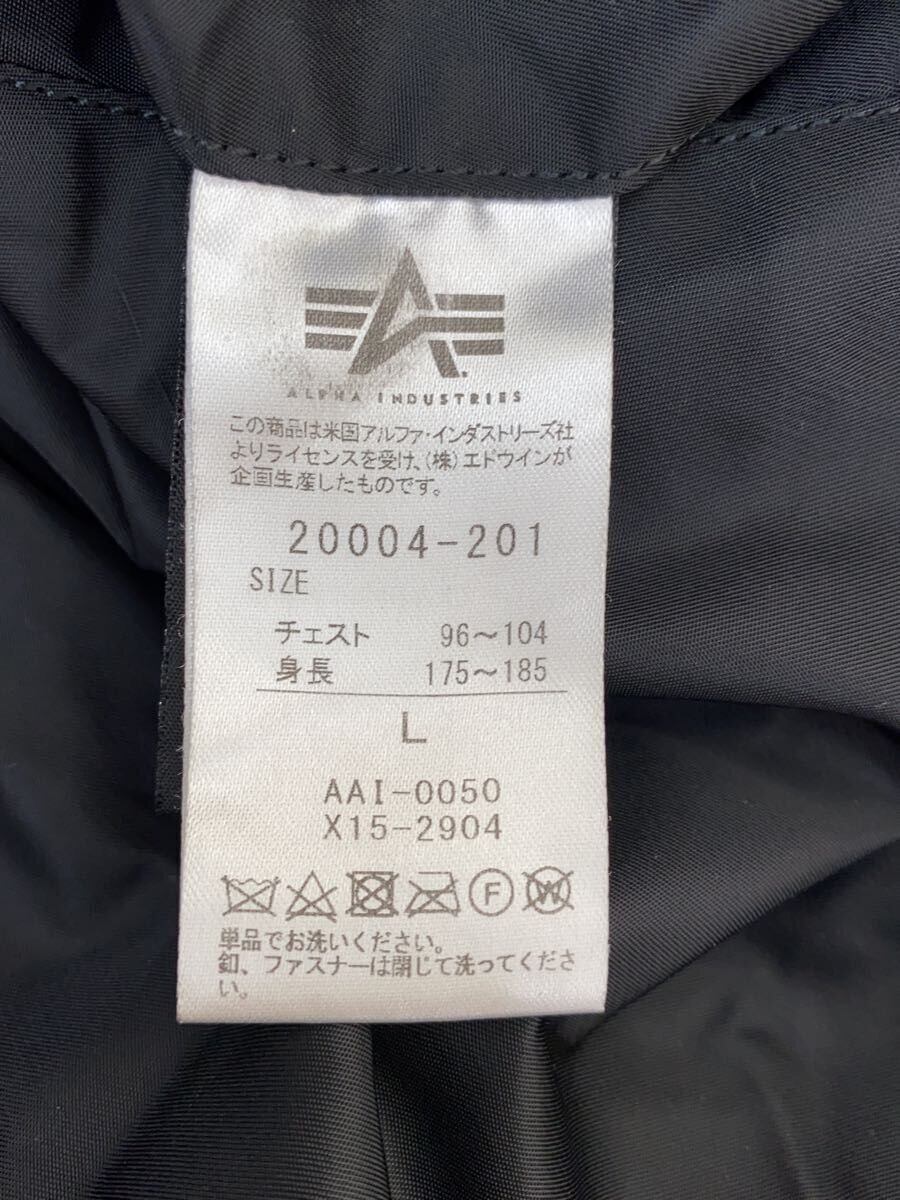 ALPHA INDUSTRIES
この商品は米国アルファ・インダストリーズ社
よりライセンスを受け、(株)エドウインが
企画生産したものです。
20004-201
SIZE
チェスト 96～104
身長 175～185
L
AAI-0050
X15-2904
F W
単品でお洗いください。
釦、ファスナーは閉じて洗ってくださ
い。